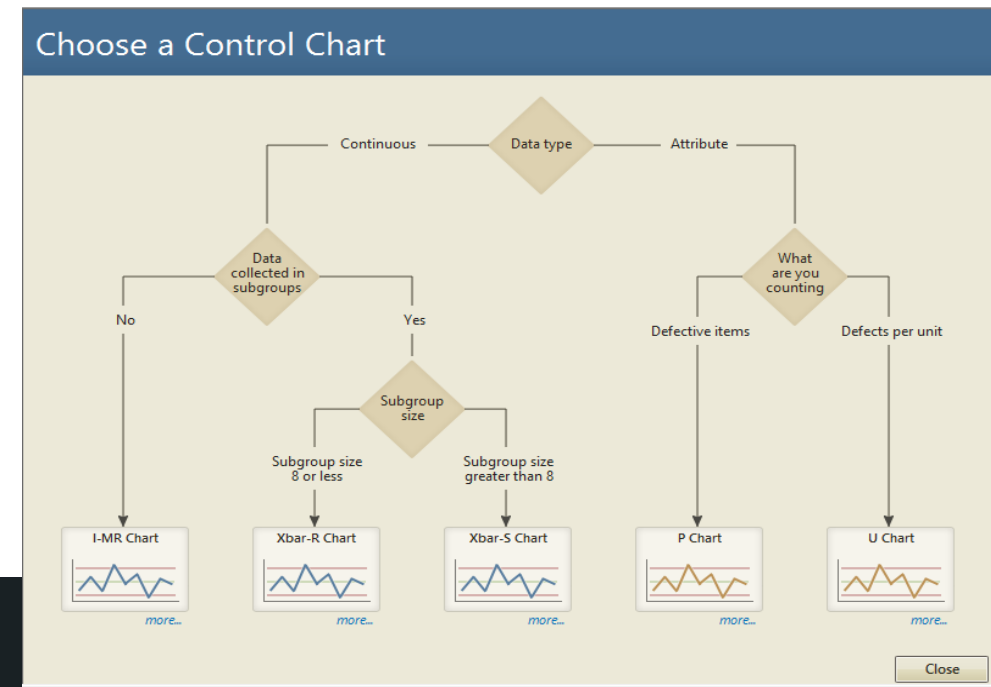 Choose a Control Chart
Data type
Continuous
Attribute
Data
collected in
subgroups
What
are you
counting
No
Yes
Defective items
Defects per unit
Subgroup
size
Subgroup size
8 or less
Subgroup size
greater than 8
I-MR Chart
Xbar-R Chart
Xbar-S Chart
P Chart
U Chart
more...
more...
more...
more...
more...
Close